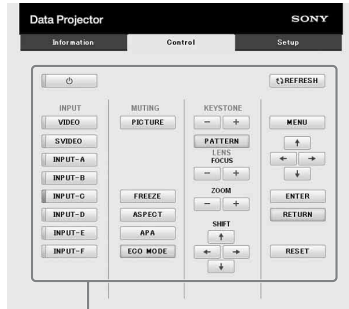 Data Projector
SONY
Information
Control
Setup
REFRESH
INPUT
MUTING
KEYSTONE
VIDEO
PICTURE
- +
MENU
SVIDEO
PATTERN
INPUT-A
LENS
FOCUS
INPUT-B
- +
INPUT-C
FREEZE
ZOOM
- +
ENTER
INPUT-D
ASPECT
SHIFT
RETURN
INPUT-E
APA
INPUT-F
ECO MODE
RESET